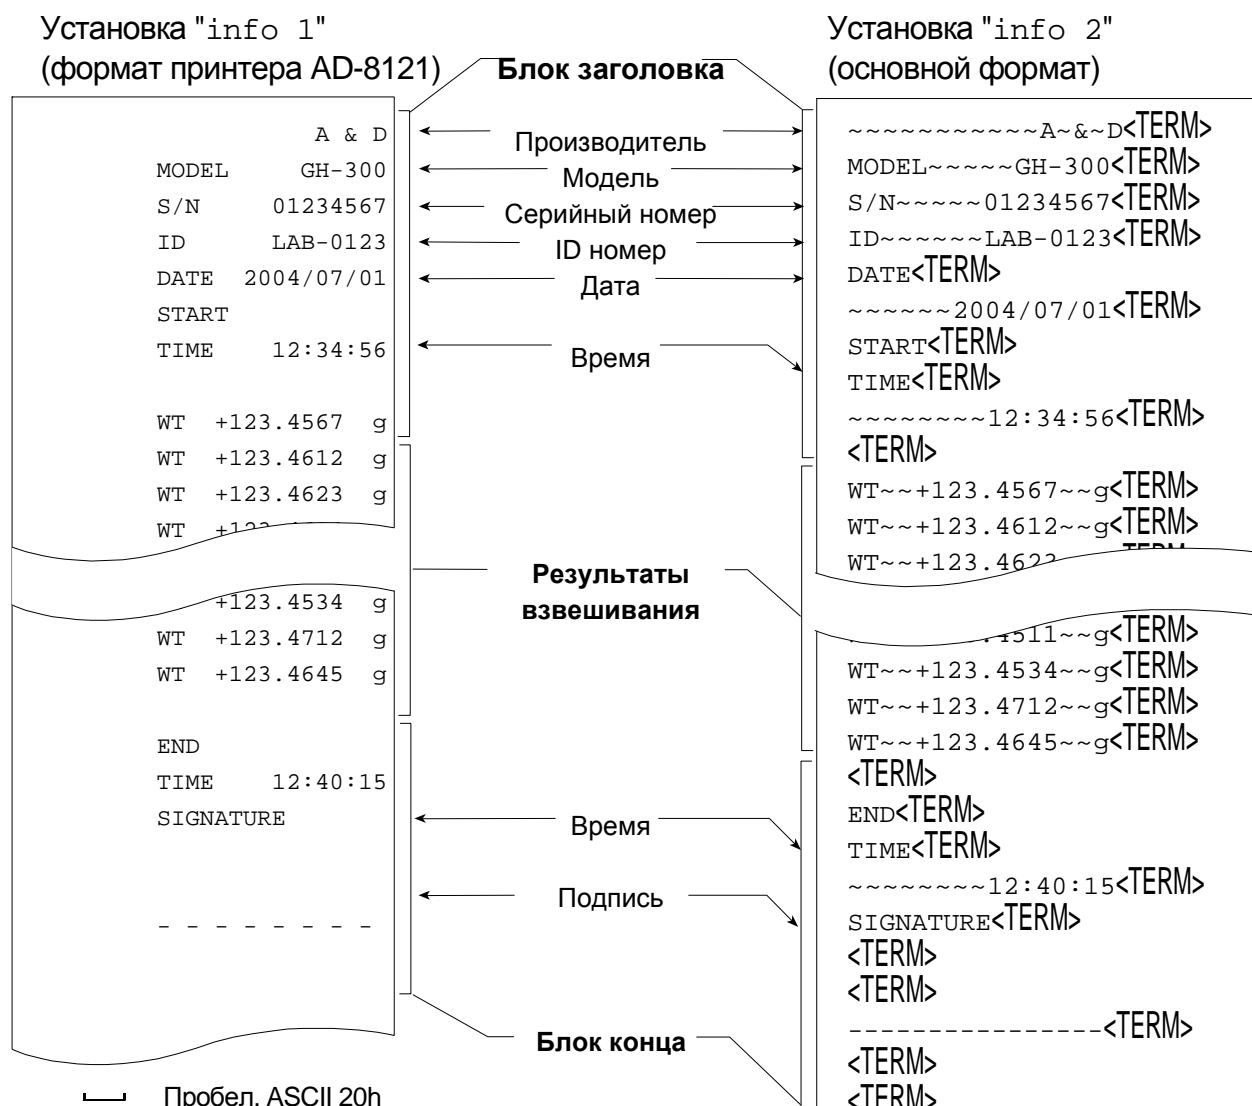 Установка "info 1"
(формат принтера AD-8121)
A & D
MODEL GH-300
S/N 01234567
ID LAB-0123
DATE 2004/07/01
START
TIME 12:34:56
WT +123.4567 g
WT +123.4612 g
WT +123.4623 g
WT
+123.4534 g
WT +123.4712 g
WT +123.4645 g
END
TIME 12:40:15
SIGNATURE
- - - - - - - -
Пробел, ASCII 20h
Блок заголовка
Производитель
Модель
Серийный номер
ID номер
Дата
Время
Результаты
взвешивания
Время
Подпись
Блок конца
Установка "info 2"
(основной формат)
~~~~~~~~~~~A~&~D<TERM>
MODEL~~~~~GH-300<TERM>
S/N~~~~~01234567<TERM>
ID~~~~~~LAB-0123<TERM>
DATE<TERM>
~~~~~~2004/07/01<TERM>
START<TERM>
TIME<TERM>
~~~~~~~~12:34:56<TERM>
<TERM>
WT~~+123.4567~~g<TERM>
WT~~+123.4612~~g<TERM>
WT~~+123.4623 <TERM>
4511~~g<TERM>
WT~~+123.4534~~g<TERM>
WT~~+123.4712~~g<TERM>
WT~~+123.4645~~g<TERM>
<TERM>
END<TERM>
TIME<TERM>
~~~~~~~~12:40:15<TERM>
SIGNATURE<TERM>
<TERM>
<TERM>
----------------<TERM>
<TERM>
<TERM>